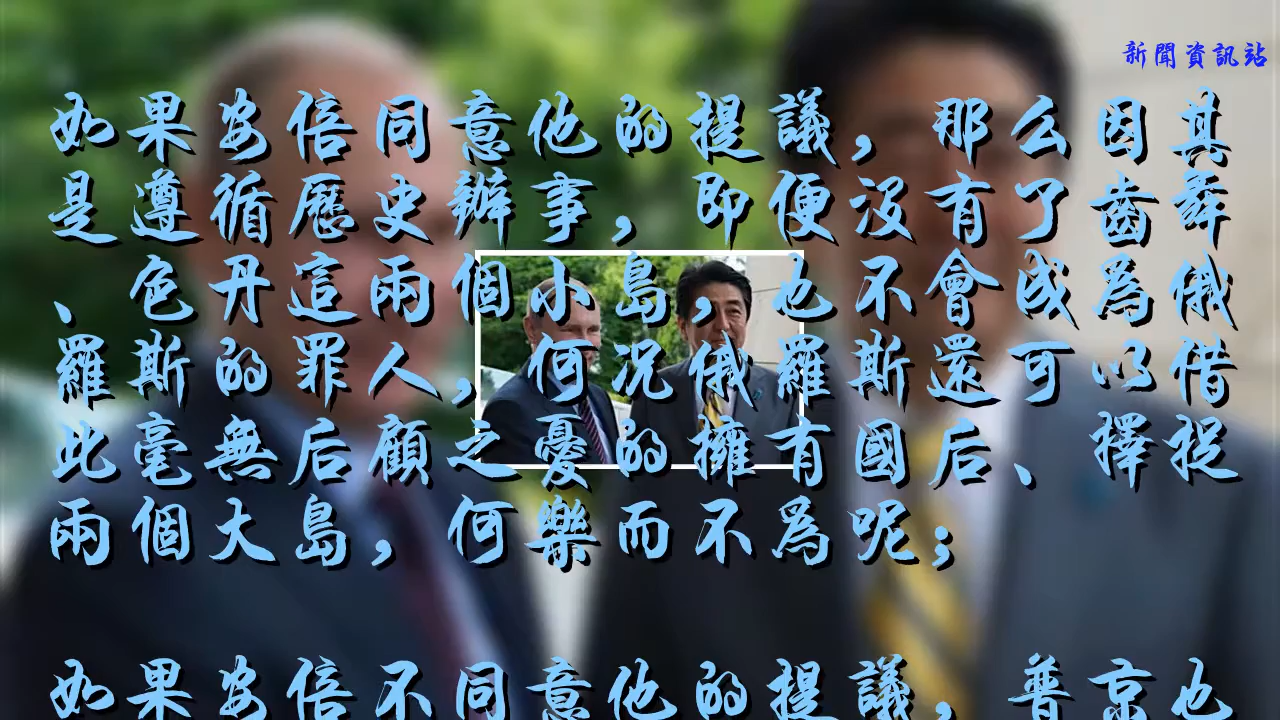 新聞資訊站
如果安倍同意他的提議，那么因其
是遵循歷史辦事，即便沒有了齒舞
、色丹這兩個小島，也不會成為俄
羅斯的罪人，何況俄羅斯還可以借
此毫無后顧之憂的擁有國后、擇捉
兩個大島，何樂而不為呢；
如果安倍不同意他的提議，普京也